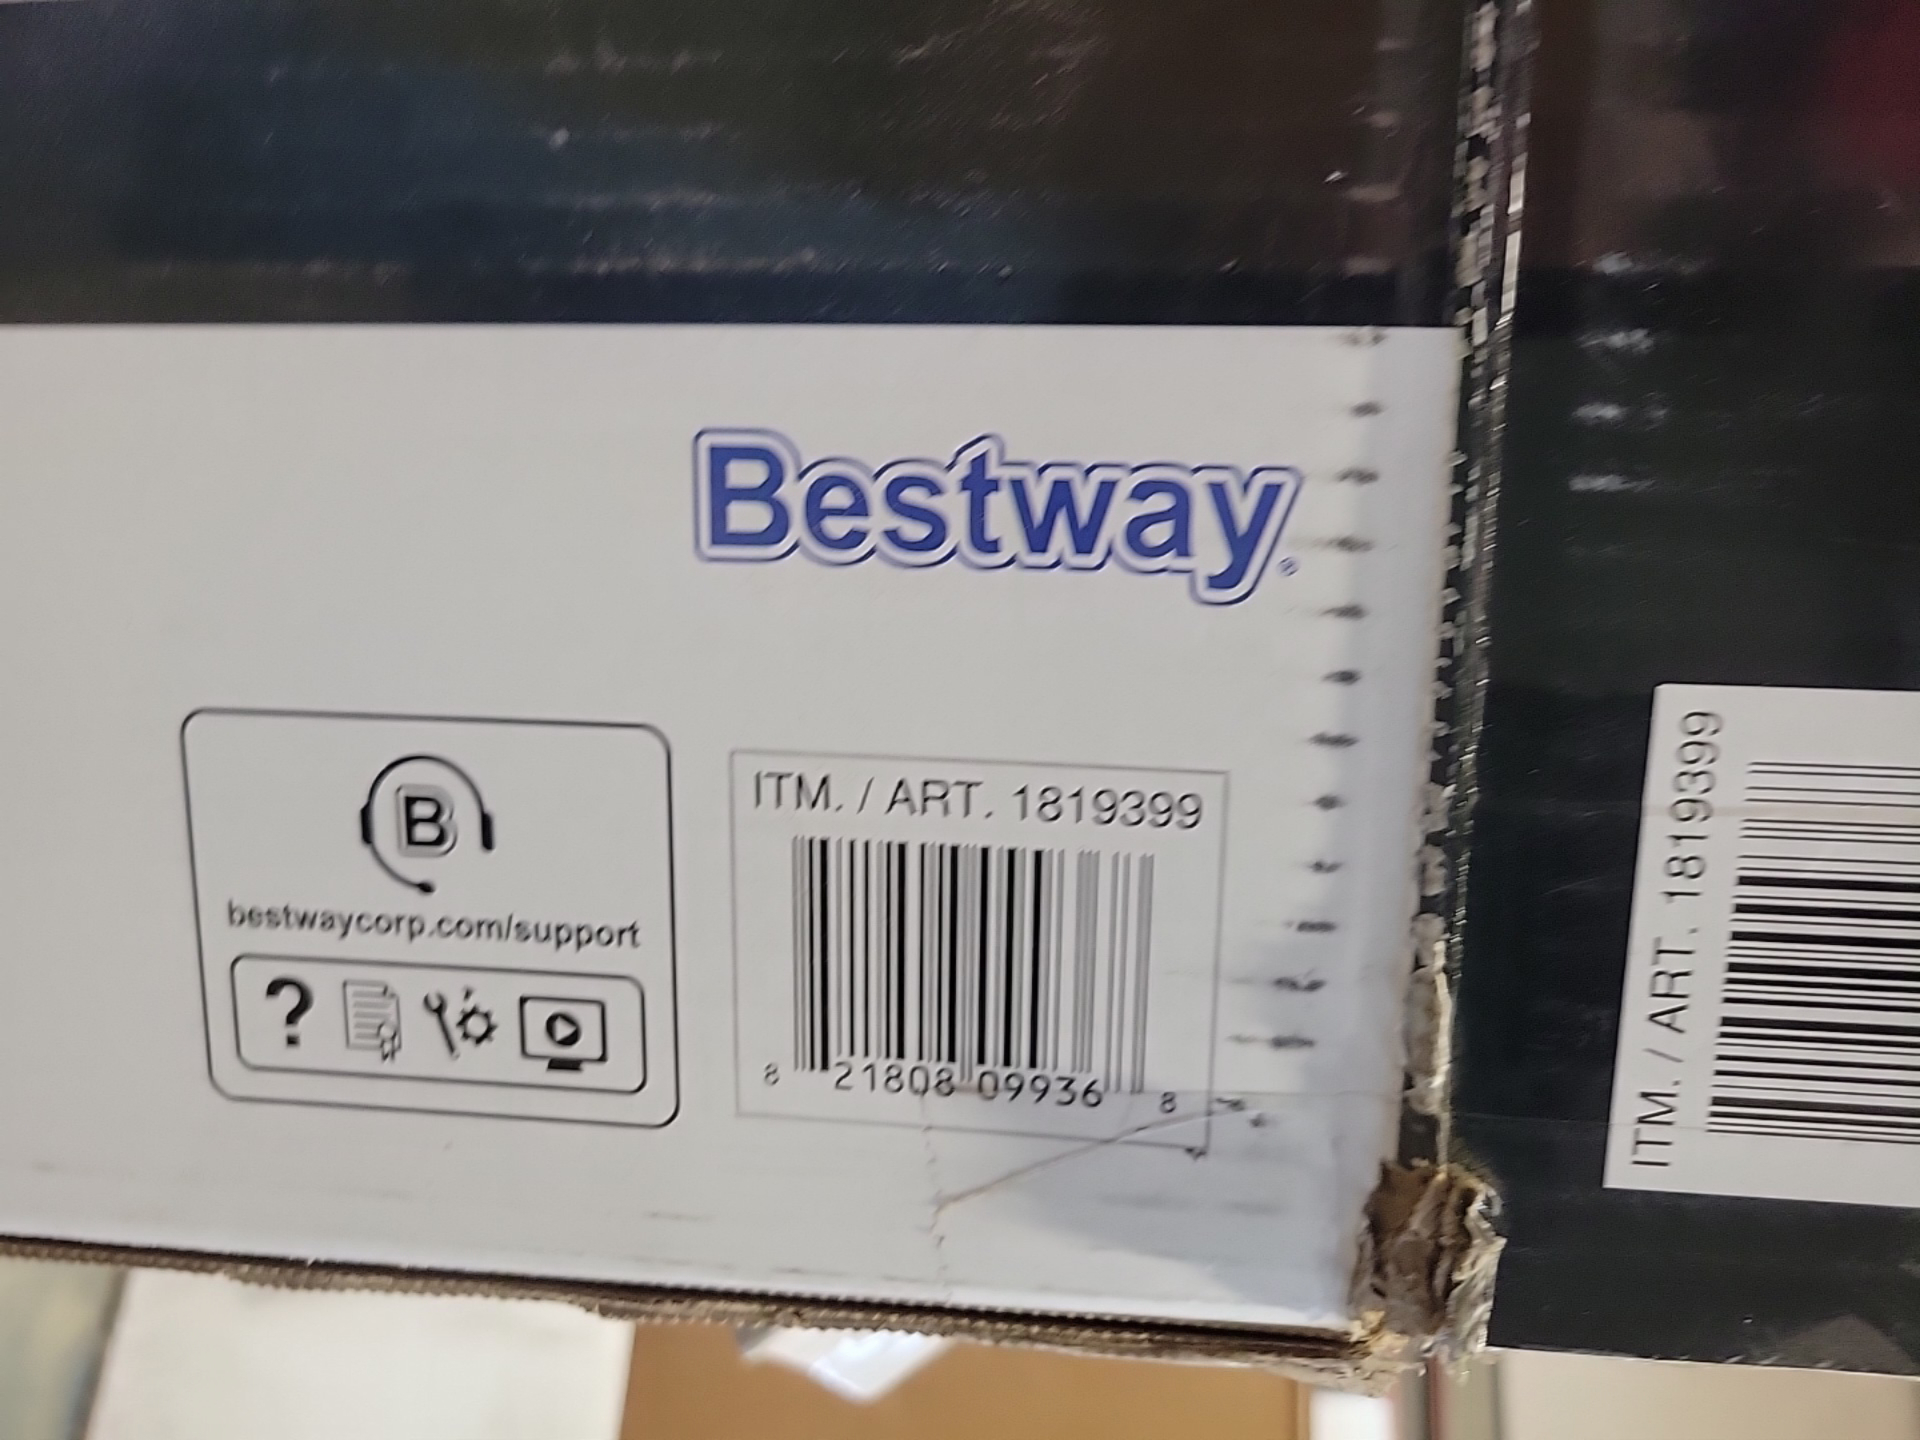 Bestway®
B
bestwaycorp.com/support
?
ITM. / ART. 1819399
8 21808 09936 8
ITM. / ART. 1819399